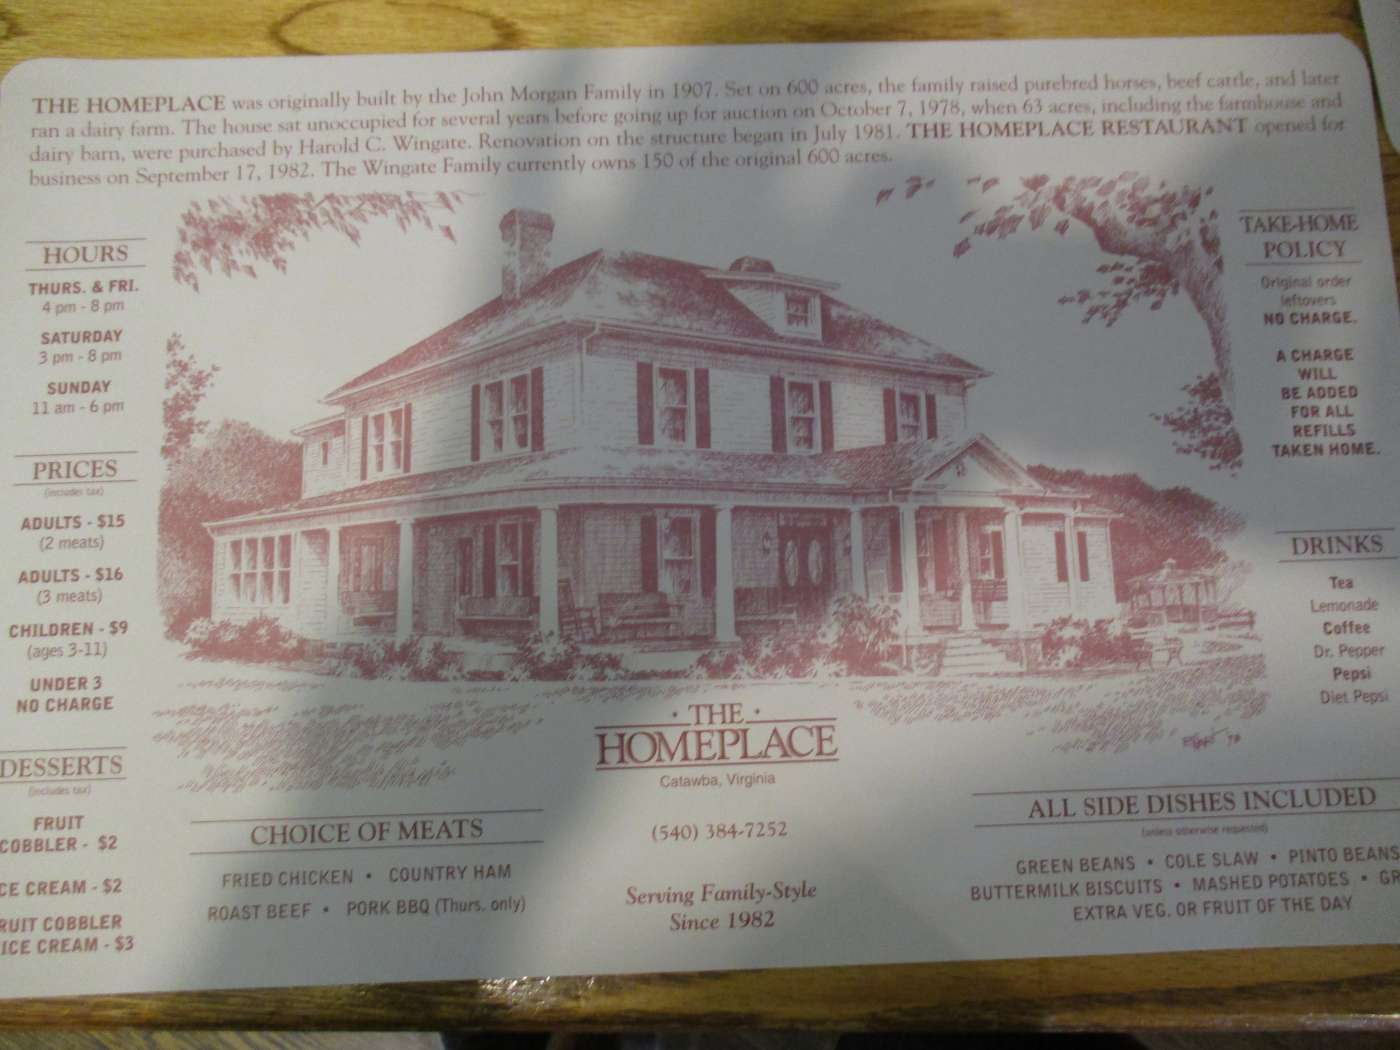 THE HOMEPLACE was originally built by the John Morgan Family in 1907. Set on 600 acres, the family raised purebred horses, beef cattle, and later
ran a dairy farm. The house sat unoccupied for several years before going up for auction on October 7, 1978, when 63 acres, including the farmhouse and
dairy barn, were purchased by Harold C. Wingate. Renovation on the structure began in July 1981. THE HOMEPLACE RESTAURANT opened for
business on September 17, 1982. The Wingate Family currently owns 150 of the original 600 acres.
HOURS
THURS. & FRI.
4 pm - 8 pm
SATURDAY
3 pm - 8 pm
SUNDAY
11 am - 6 pm
PRICES
(includes tax)
ADULTS - $15
(2 meats)
ADULTS - $16
(3 meats)
CHILDREN - $9
(ages 3-11)
UNDER 3
NO CHARGE
DESSERTS
(includes tax)
FRUIT
COBBLER - $2
CE CREAM - $2
RUIT COBBLER
ICE CREAM - $3
CHOICE OF MEATS
FRIED CHICKEN • COUNTRY HAM
ROAST BEEF • PORK BBQ (Thurs. only)
• THE •
HOMEPLACE
Catawba, Virginia
(540) 384-7252
Serving Family-Style
Since 1982
TAKE-HOME
POLICY
Original order
leftovers
NO CHARGE.
A CHARGE
WILL
BE ADDED
FOR ALL
REFILLS
TAKEN HOME.
DRINKS
Tea
Lemonade
Coffee
Dr. Pepper
Pepsi
Diet Pepsi
ALL SIDE DISHES INCLUDED
(unless otherwise requested)
GREEN BEANS • COLE SLAW • PINTO BEANS
BUTTERMILK BISCUITS • MASHED POTATOES • GR
EXTRA VEG. OR FRUIT OF THE DAY